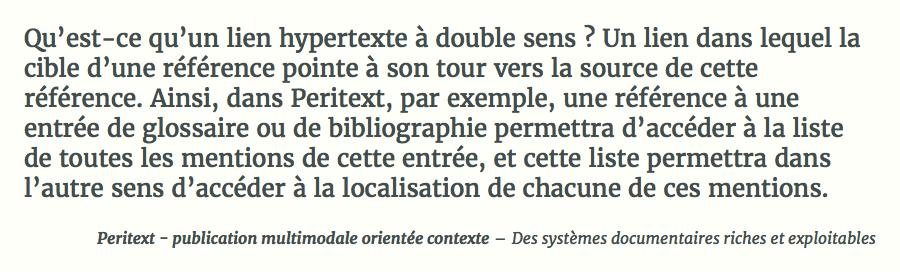 Qu’est-ce qu’un lien hypertexte à double sens ? Un lien dans lequel la
cible d’une référence pointe à son tour vers la source de cette
référence. Ainsi, dans Peritext, par exemple, une référence à une
entrée de glossaire ou de bibliographie permettra d’accéder à la liste
de toutes les mentions de cette entrée, et cette liste permettra dans
l’autre sens d’accéder à la localisation de chacune de ces mentions.
Peritext - publication multimodale orientée contexte – Des systèmes documentaires riches et exploitables